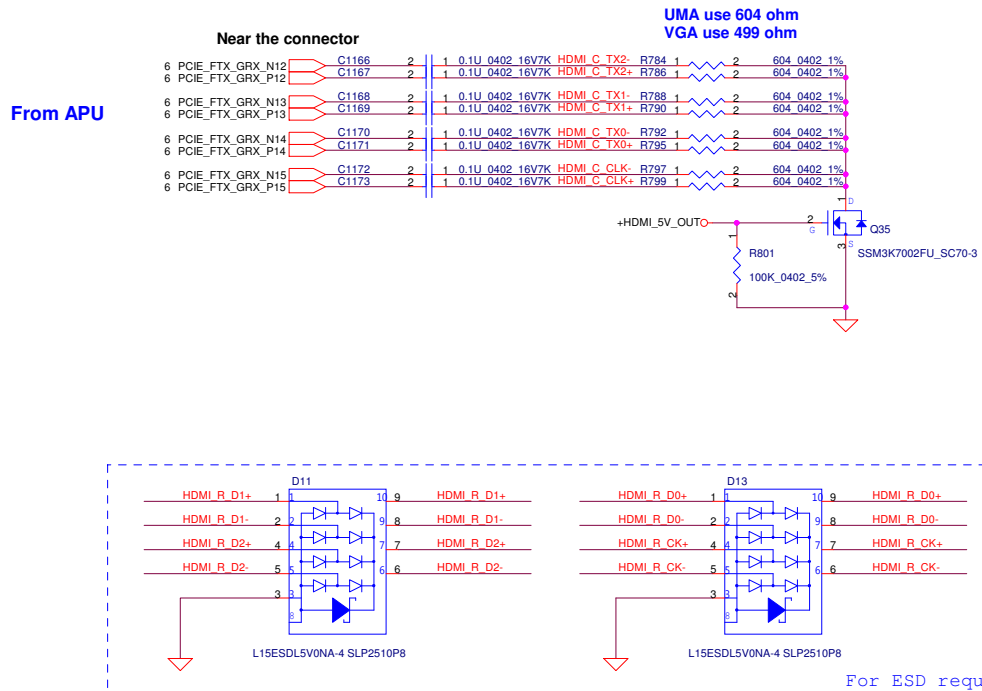 UMA use 604 ohm
VGA use 499 ohm
Near the connector
From APU
6 PCIE_FTX_GRX_N12 C1166 2 1 0.1U_0402_16V7K HDMI_C_TX2- R784 1 2 604_0402_1%
6 PCIE_FTX_GRX_P12 C1167 2 1 0.1U_0402_16V7K HDMI_C_TX2+ R786 1 2 604_0402_1%
6 PCIE_FTX_GRX_N13 C1168 2 1 0.1U_0402_16V7K HDMI_C_TX1- R788 1 2 604_0402_1%
6 PCIE_FTX_GRX_P13 C1169 2 1 0.1U_0402_16V7K HDMI_C_TX1+ R790 1 2 604_0402_1%
6 PCIE_FTX_GRX_N14 C1170 2 1 0.1U_0402_16V7K HDMI_C_TX0- R792 1 2 604_0402_1%
6 PCIE_FTX_GRX_P14 C1171 2 1 0.1U_0402_16V7K HDMI_C_TX0+ R795 1 2 604_0402_1%
6 PCIE_FTX_GRX_N15 C1172 2 1 0.1U_0402_16V7K HDMI_C_CLK- R797 1 2 604_0402_1%
6 PCIE_FTX_GRX_P15 C1173 2 1 0.1U_0402_16V7K HDMI_C_CLK+ R799 1 2 604_0402_1%
1 D
+HDMI_5V_OUT 2
G Q35
1 3 S
R801 SSM3K7002FU_SC70-3
100K_0402_5%
2
D11 D13
HDMI_R_D1+ 1 1 10 9 HDMI_R_D1+ HDMI_R_D0+ 1 1 10 9 HDMI_R_D0+
HDMI_R_D1- 2 2 9 8 HDMI_R_D1- HDMI_R_D0- 2 2 9 8 HDMI_R_D0-
HDMI_R_D2+ 4 4 7 7 HDMI_R_D2+ HDMI_R_CK+ 4 4 7 7 HDMI_R_CK+
HDMI_R_D2- 5 5 6 6 HDMI_R_D2- HDMI_R_CK- 5 5 6 6 HDMI_R_CK-
3 3 3 3
8 8
L15ESDL5V0NA-4 SLP2510P8 L15ESDL5V0NA-4 SLP2510P8
For ESD requ